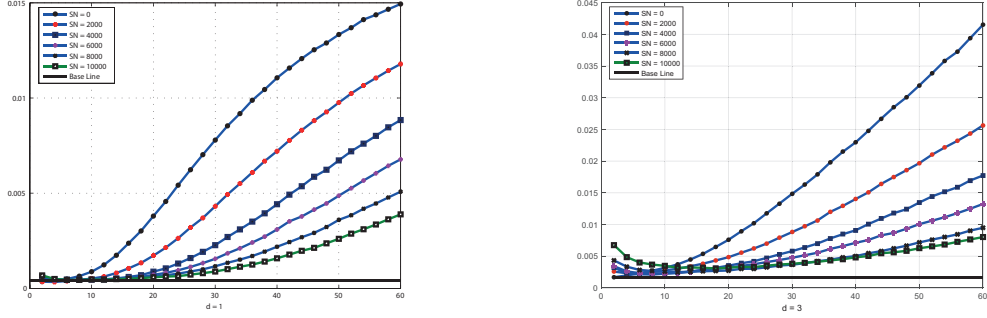 0.015
0.01
0.005
0
SN = 0
SN = 2000
SN = 4000
SN = 6000
SN = 8000
SN = 10000
Base Line
0 10 20 30 40 50 60
d = 1
0.045
0.04
0.035
0.03
0.025
0.02
0.015
0.01
0.005
0
SN = 0
SN = 2000
SN = 4000
SN = 6000
SN = 8000
SN = 10000
Base Line
0 10 20 30 40 50 60
d = 3